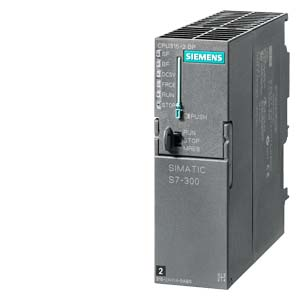 CPU315-2 DP
SIEMENS
SF
BF
DC5V
FRCE
RUN
STOP
PUSH
RUN
STOP
MRES
SIMATIC
S7-300
2